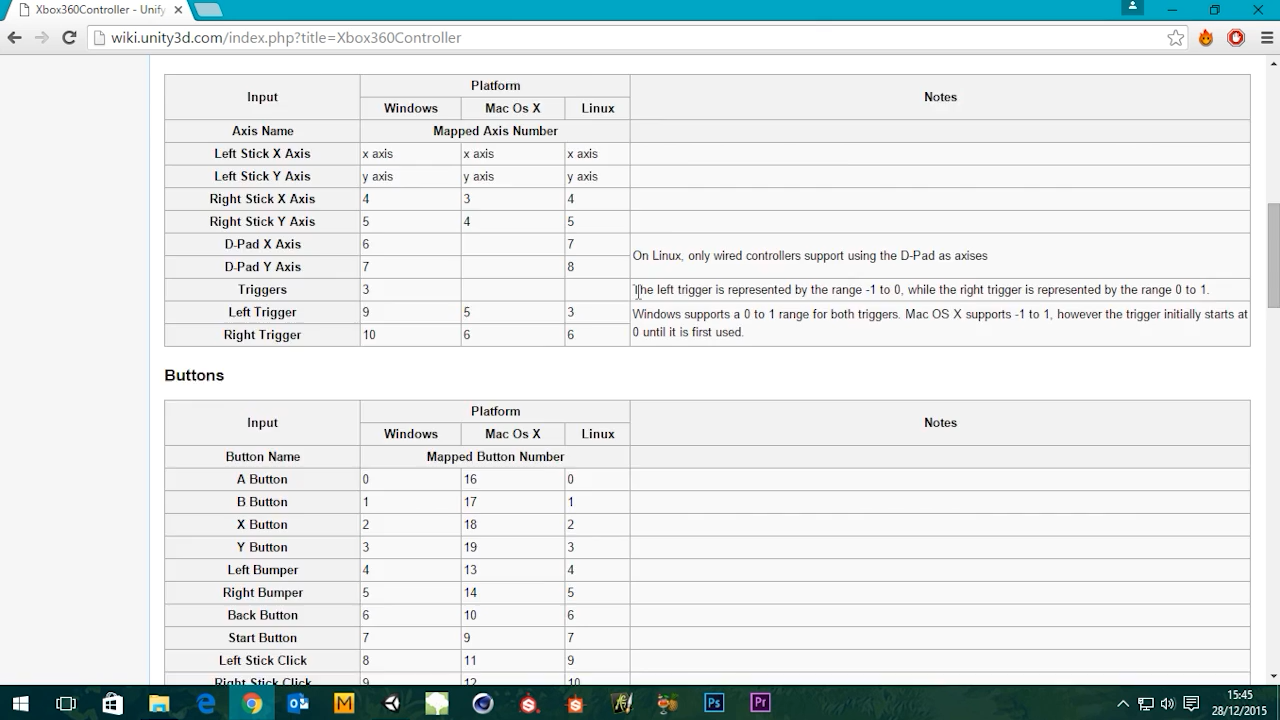 Xbox360Controller - Unify
wiki.unity3d.com/index.php?title=Xbox360Controller
Input Platform Notes
Windows Mac Os X Linux
Axis Name Mapped Axis Number
Left Stick X Axis x axis x axis x axis
Left Stick Y Axis y axis y axis y axis
Right Stick X Axis 4 3 4
Right Stick Y Axis 5 4 5
D-Pad X Axis 6 7
On Linux, only wired controllers support using the D-Pad as axises
D-Pad Y Axis 7 8
Triggers 3 The left trigger is represented by the range -1 to 0, while the right trigger is represented by the range 0 to 1.
Left Trigger 9 5 3 Windows supports a 0 to 1 range for both triggers. Mac OS X supports -1 to 1, however the trigger initially starts at
Right Trigger 10 6 6 0 until it is first used.
Buttons
Input Platform Notes
Windows Mac Os X Linux
Button Name Mapped Button Number
A Button 0 16 0
B Button 1 17 1
X Button 2 18 2
Y Button 3 19 3
Left Bumper 4 13 4
Right Bumper 5 14 5
Back Button 6 10 6
Start Button 7 9 7
Left Stick Click 8 11 9
Right Stick Click 9 12 10
15:45
28/12/2015